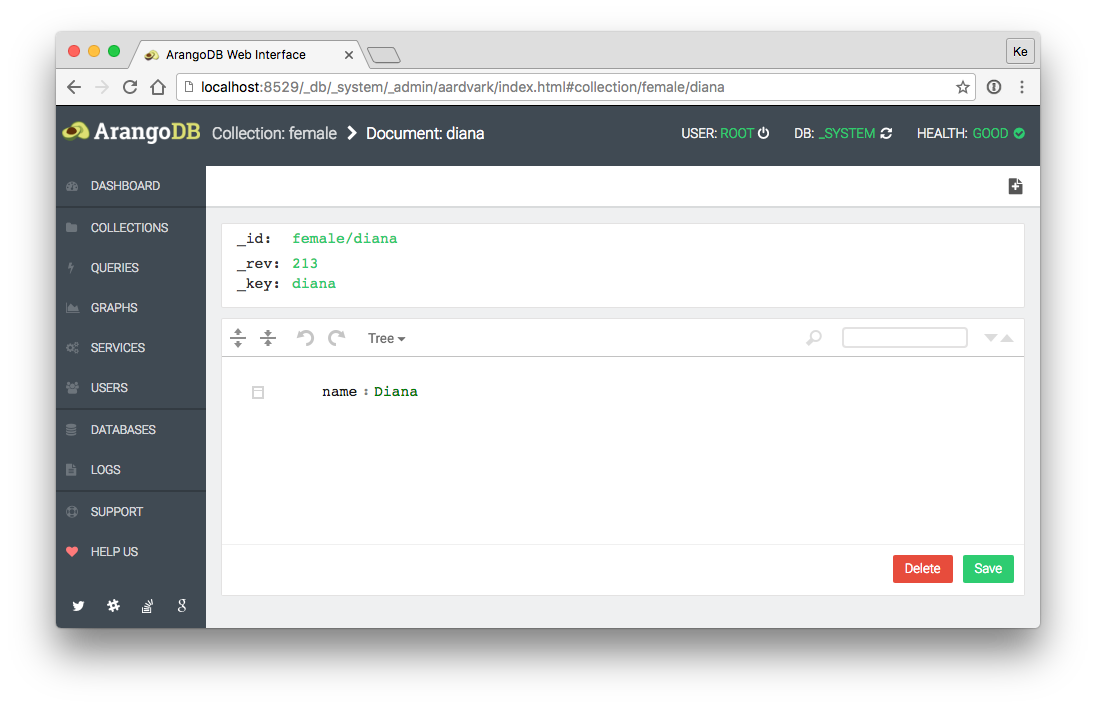 ArangoDB Web Interface
Ke
localhost:8529/_db/_system/_admin/aardvark/index.html#collection/female/diana
ArangoDB Collection: female Document: diana USER: ROOT DB: _SYSTEM HEALTH: GOOD
DASHBOARD
COLLECTIONS
QUERIES
GRAPHS
SERVICES
USERS
DATABASES
LOGS
SUPPORT
HELP US
_id: female/diana
_rev: 213
_key: diana
Tree
name : Diana
Delete Save